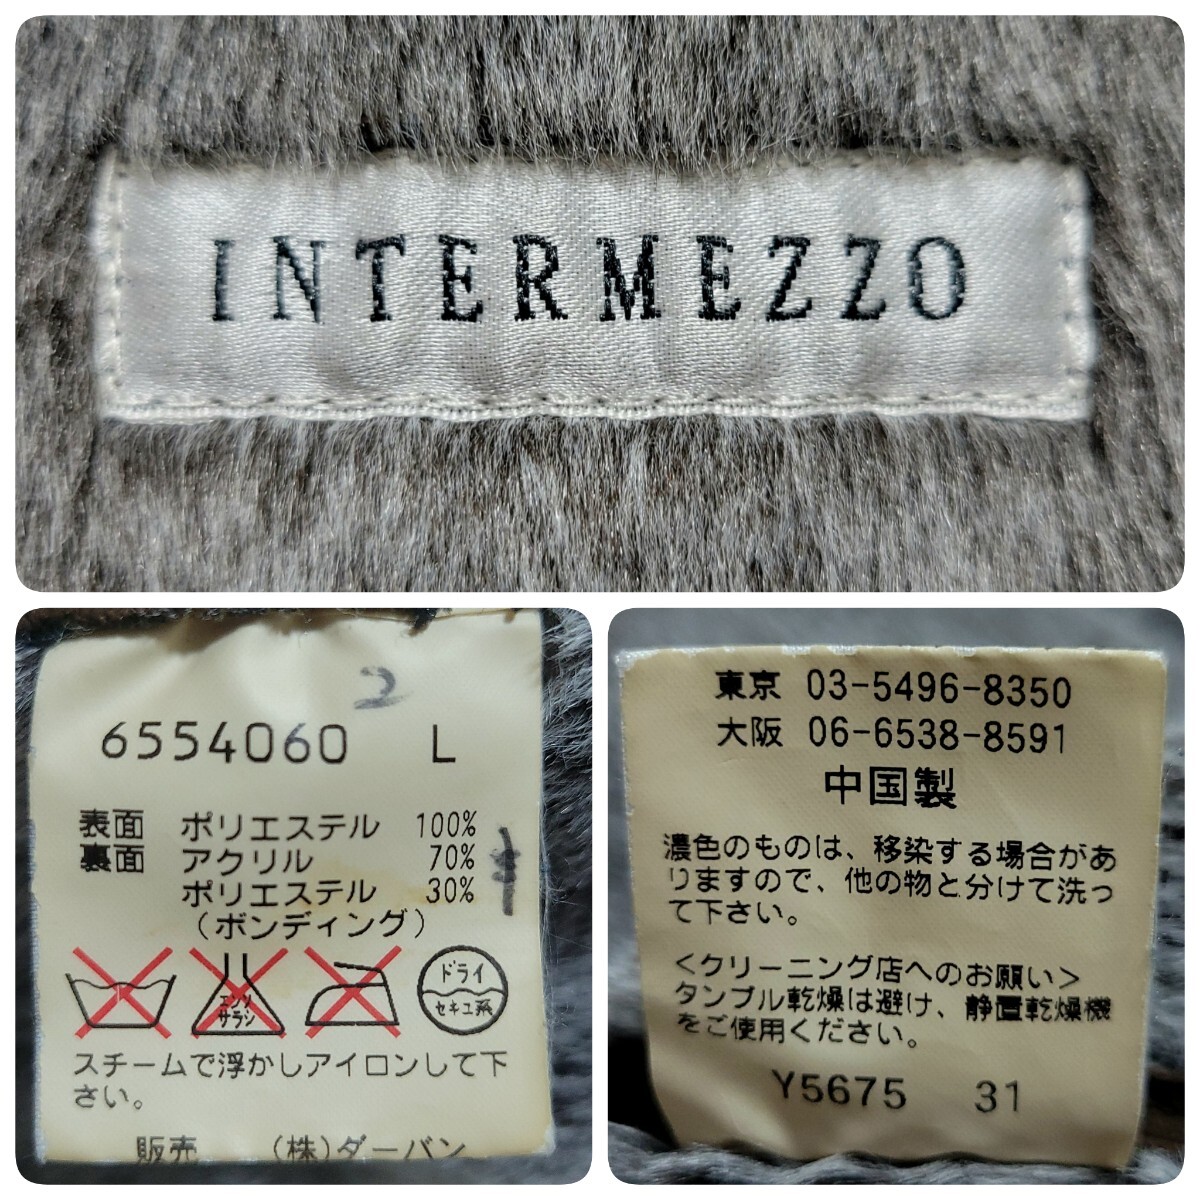 INTERMEZZO
2
6554060 L
表面 ポリエステル 100%
裏面 アクリル 70%
ポリエステル 30%
(ボンディング)
エンソ
サラシ
ドライ
セキユ系
スチームで浮かしアイロンして下
さい。
販売 (株)ダーバン
東京 03-5496-8350
大阪 06-6538-8591
中国製
濃色のものは、移染する場合があ
りますので、他の物と分けて洗っ
て下さい。
<クリーニング店へのお願い>
タンブル乾燥は避け、静置乾燥機
をご使用ください。
Y5675 31